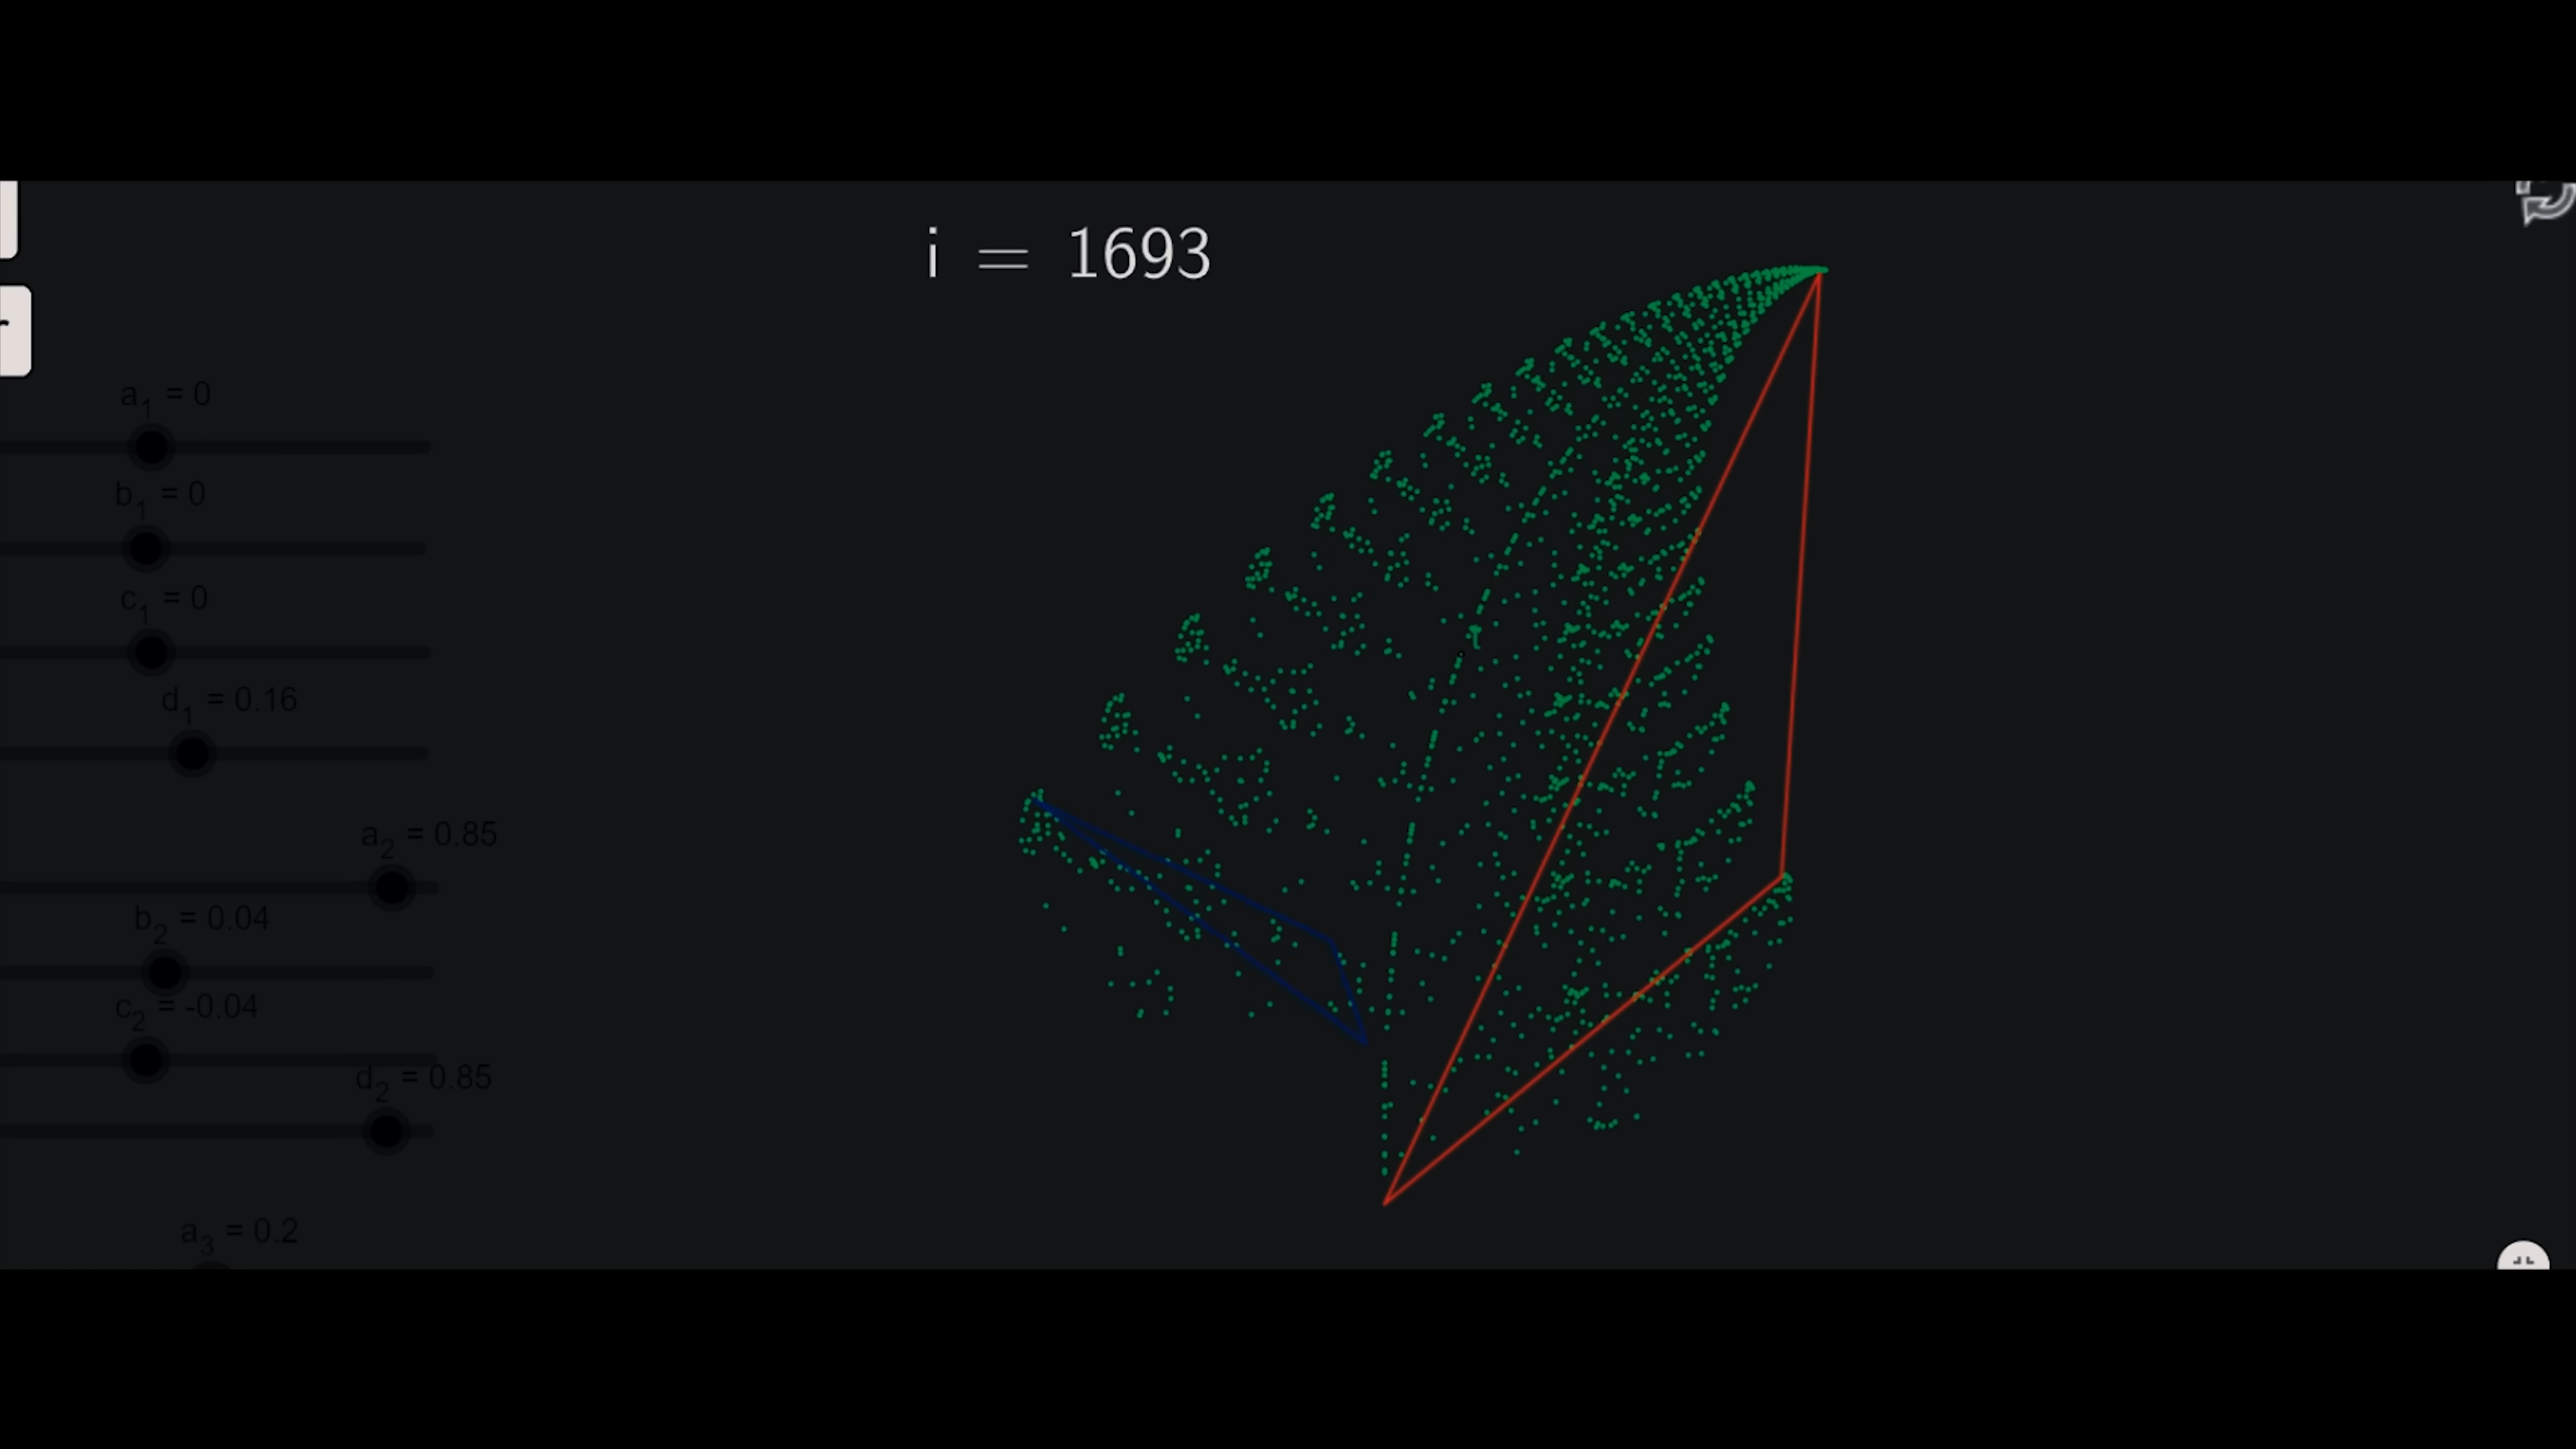 i = 1693
a₁ = 0
b₁ = 0
c₁ = 0
d₁ = 0.16
a₂ = 0.85
b₂ = 0.04
c₂ = -0.04
d₂ = 0.85
a₃ = 0.2